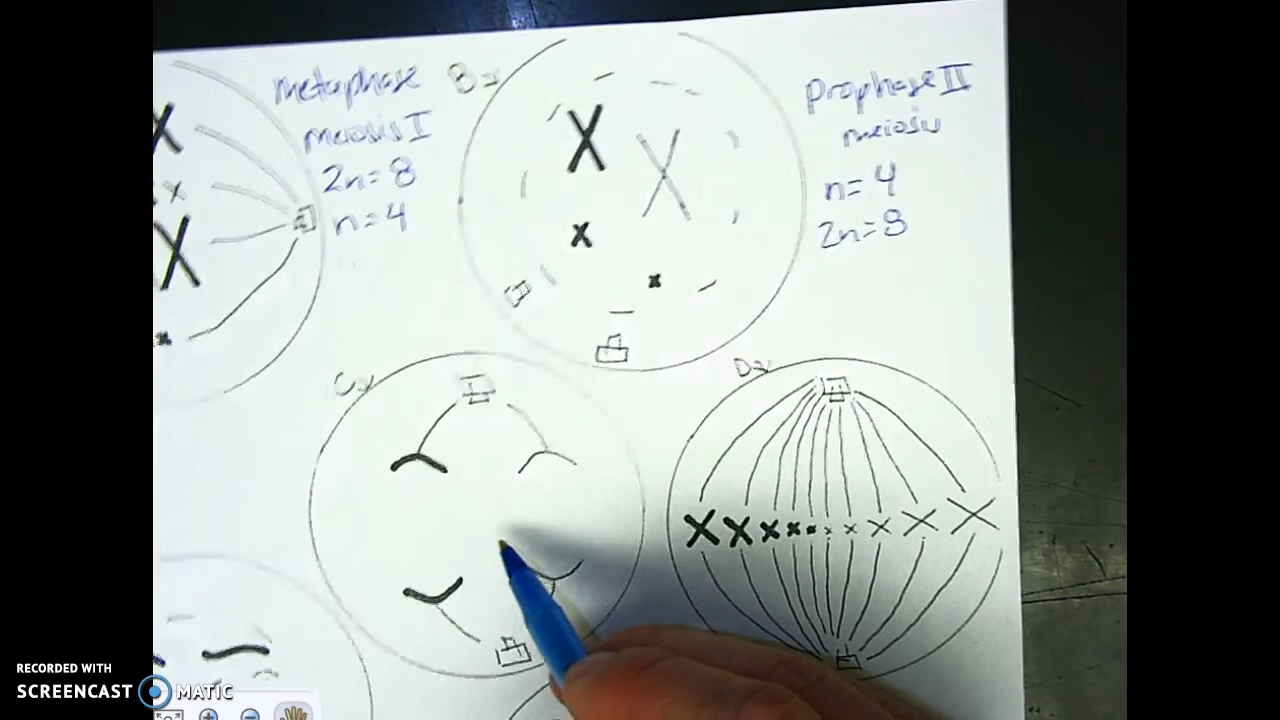 metaphase
meiosis I
2n = 8
n = 4
B
prophase II
meiosis
n = 4
2n = 8
C
D
RECORDED WITH
SCREENCAST MATIC